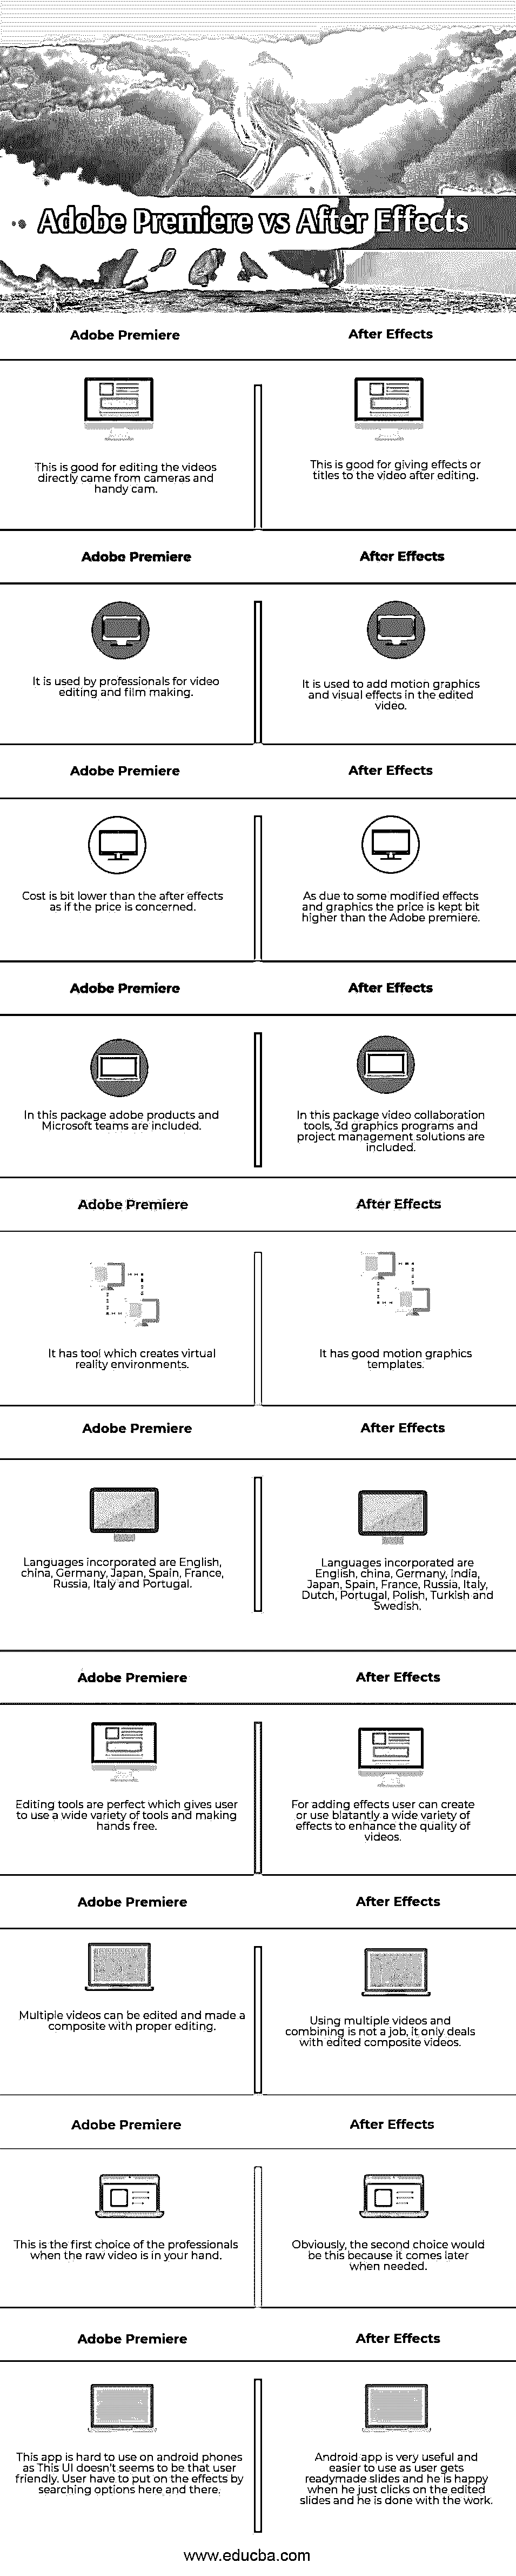 Adobe Premiere vs After Effects
Adobe Premiere
After Effects
This is good for editing the videos
directly came from cameras and
handy cam.
This is good for giving effects or
titles to the video after editing.
Adobe Premiere
After Effects
It is used by professionals for video
editing and film making.
It is used to add motion graphics
and visual effects in the edited
video.
Adobe Premiere
After Effects
Cost is bit lower than the after effects
as if the price is concerned.
As due to some modified effects
and graphics the price is kept bit
higher than the Adobe premiere.
Adobe Premiere
After Effects
In this package adobe products and
Microsoft teams are included.
In this package video collaboration
tools, 3d graphics programs and
project management solutions are
included.
Adobe Premiere
After Effects
It has tool which creates virtual
reality environments.
It has good motion graphics
templates.
Adobe Premiere
After Effects
Languages incorporated are English,
china, Germany, Japan, Spain, France,
Russia, Italy and Portugal.
Languages incorporated are
English, china, Germany, India,
Japan, Spain, France, Russia, Italy,
Dutch, Portugal, Polish, Turkish and
Swedish.
Adobe Premiere
After Effects
Editing tools are perfect which gives user
to use a wide variety of tools and making
hands free.
For adding effects user can create
or use blatantly a wide variety of
effects to enhance the quality of
videos.
Adobe Premiere
After Effects
Multiple videos can be edited and made a
composite with proper editing.
Using multiple videos and
combining is not a job, it only deals
with edited composite videos.
Adobe Premiere
After Effects
This is the first choice of the professionals
when the raw video is in your hand.
Obviously, the second choice would
be this because it comes later
when needed.
Adobe Premiere
After Effects
This app is hard to use on android phones
as This UI doesn't seems to be that user
friendly. User have to put on the effects by
searching options here and there.
Android app is very useful and
easier to use as user gets
readymade slides and he is happy
when he just clicks on the edited
slides and he is done with the work.
www.educba.com